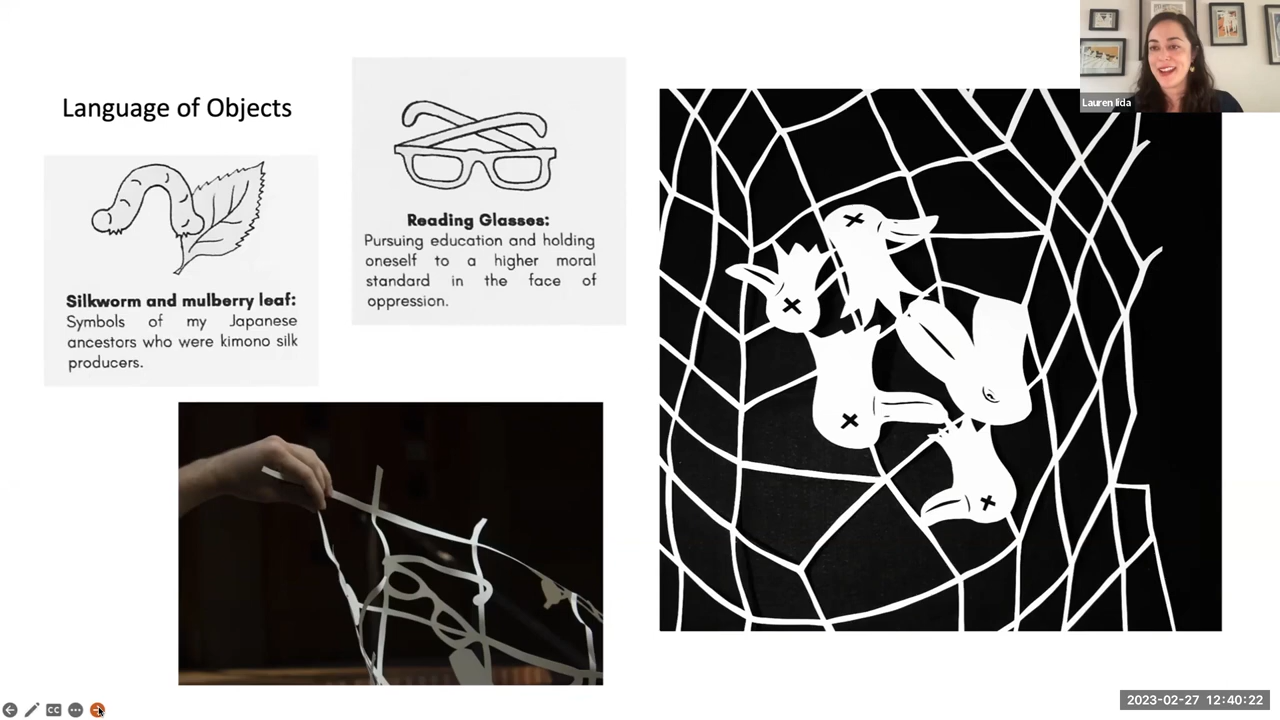 Language of Objects
Reading Glasses:
Pursuing education and holding
oneself to a higher moral
standard in the face of
oppression.
Silkworm and mulberry leaf:
Symbols of my Japanese
ancestors who were kimono silk
producers.
Lauren Iida
CC
2023-02-27 12:40:22